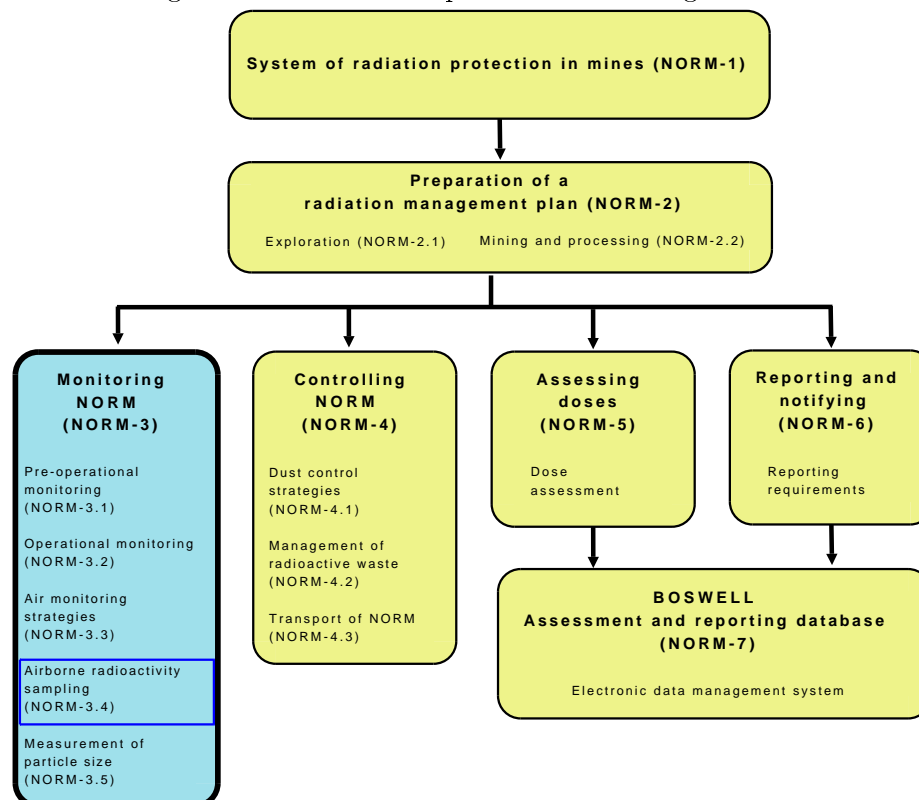 System of radiation protection in mines (NORM-1)
Preparation of a
radiation management plan (NORM-2)
Exploration (NORM-2.1) Mining and processing (NORM-2.2)
Monitoring
NORM
(NORM-3)
Pre-operational
monitoring
(NORM-3.1)
Operational monitoring
(NORM-3.2)
Air monitoring
strategies
(NORM-3.3)
Airborne radioactivity
sampling
(NORM-3.4)
Measurement of
particle size
(NORM-3.5)
Controlling
NORM
(NORM-4)
Dust control
strategies
(NORM-4.1)
Management of
radioactive waste
(NORM-4.2)
Transport of NORM
(NORM-4.3)
Assessing
doses
(NORM-5)
Dose
assessment
Reporting and
notifying
(NORM-6)
Reporting
requirements
BOSWELL
Assessment and reporting database
(NORM-7)
Electronic data management system